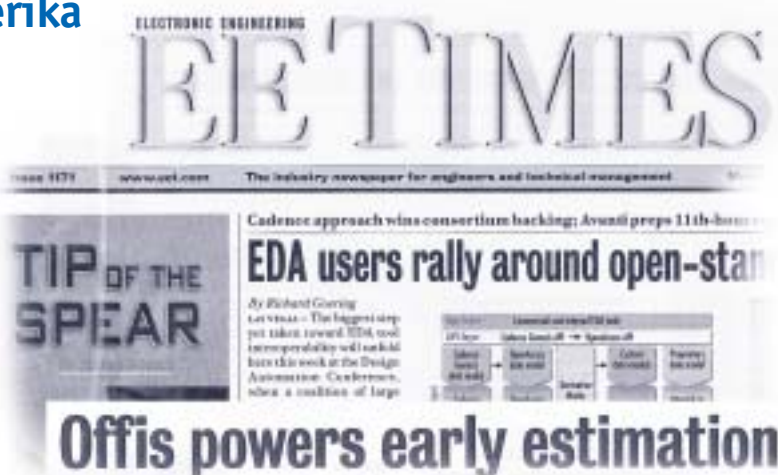 erika
ELECTRONIC ENGINEERING
EE TIMES
ISSUE 1171 www.eet.com The industry newspaper for engineers and technical management
Cadence approach wins consortium backing; Avanti preps 11th-hour
EDA users rally around open-stan
TIP OF THE
SPEAR
By Richard Goering
LAS VEGAS – The biggest step
yet taken toward EDA tool
interoperability will unfold
here this week at the Design
Automation Conference,
when a coalition of large
Offis powers early estimation